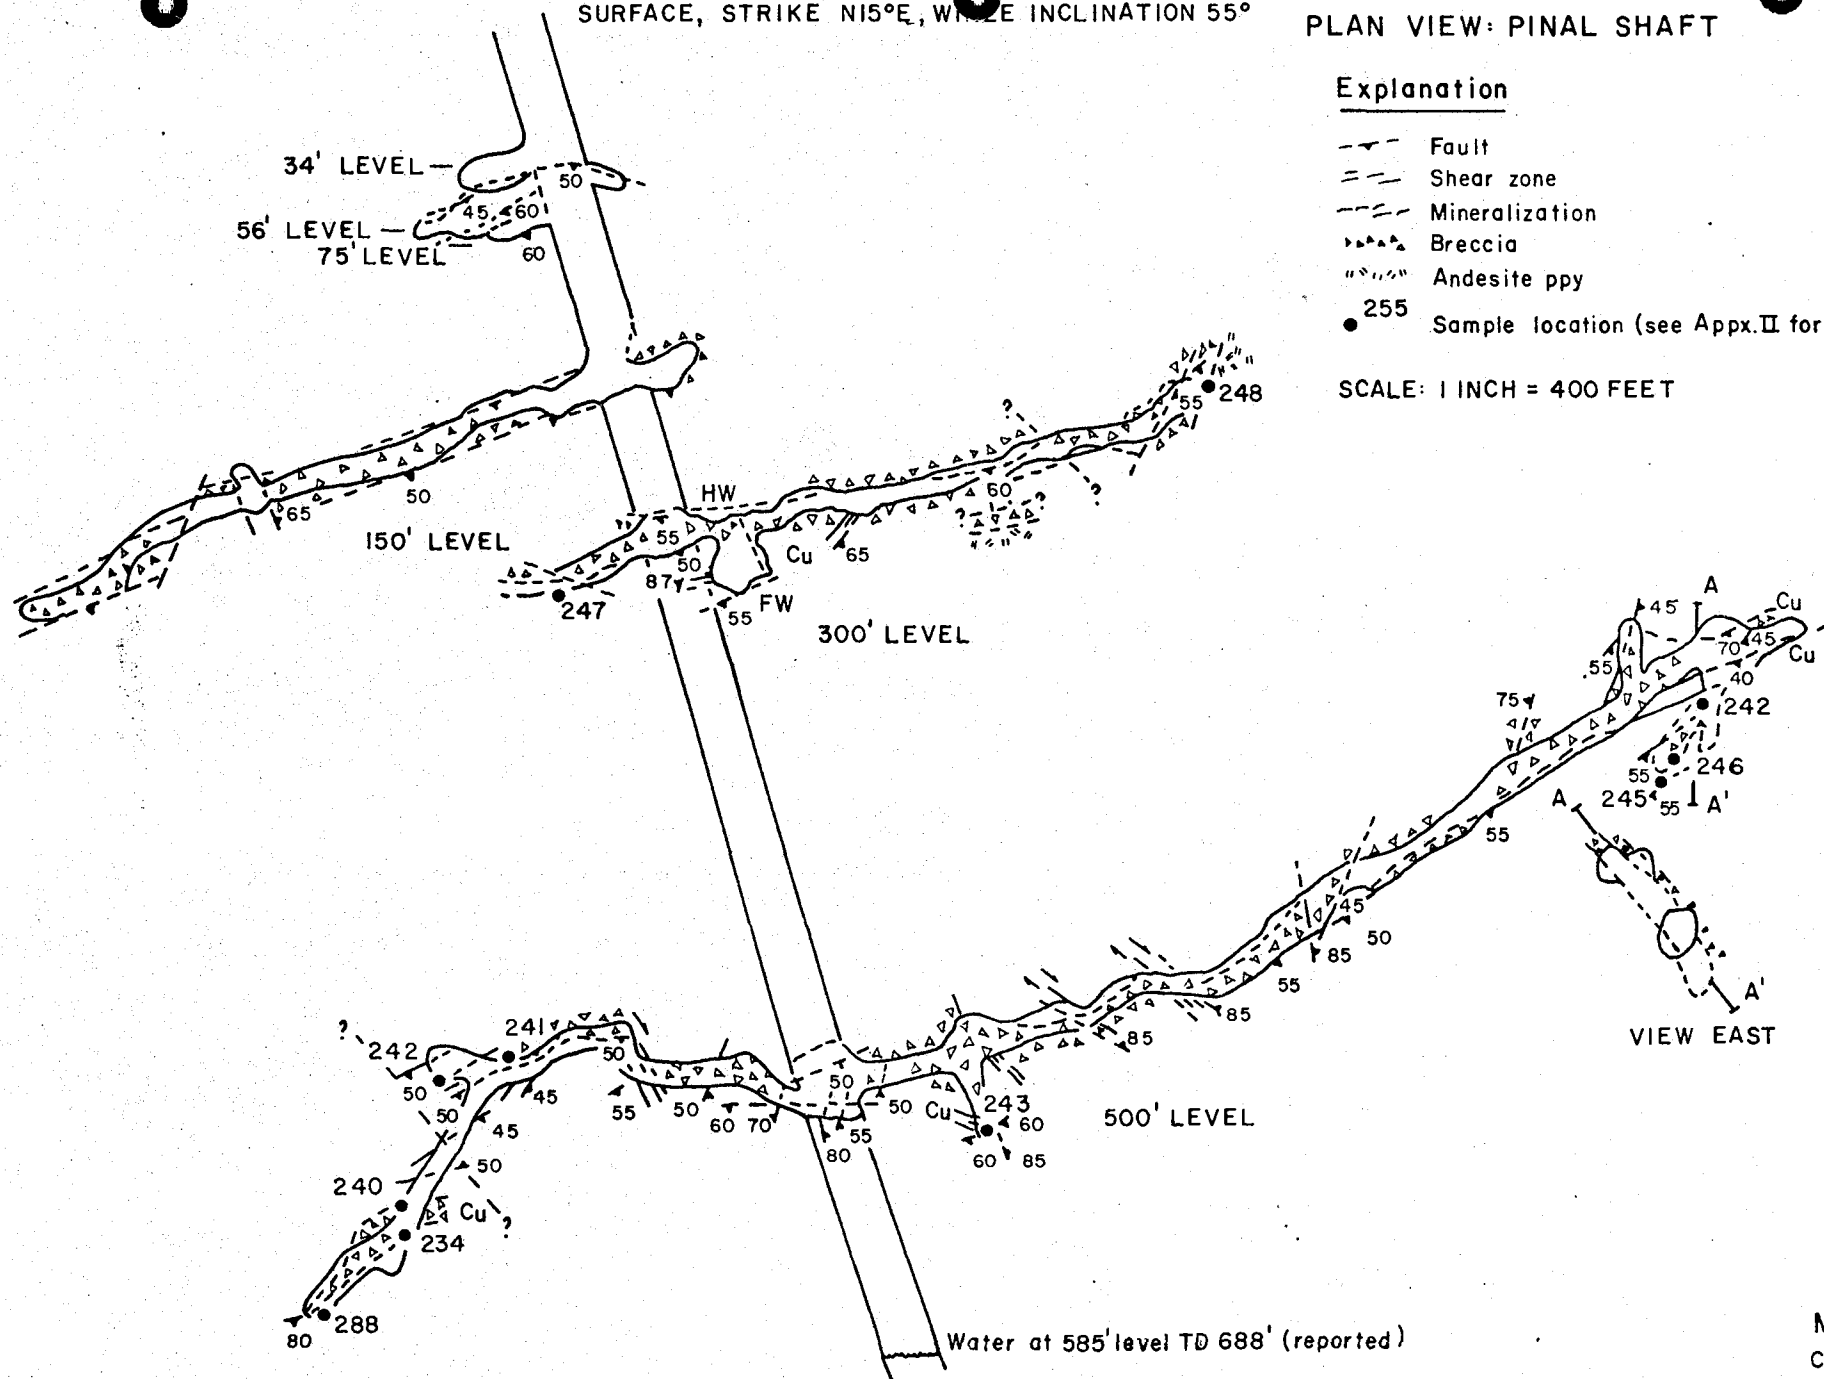 SURFACE, STRIKE N15°E, INCLINATION 55°
PLAN VIEW: PINAL SHAFT
Explanation
Fault
Shear zone
Mineralization
Breccia
Andesite ppy
255
Sample location (see Appx. II for
SCALE: 1 INCH = 400 FEET
34' LEVEL
50
45 60
56' LEVEL
75' LEVEL
60
248
55
?
50
65
HW
60
?
150' LEVEL
55
Cu
65
? ?
50
87
247
FW
55
300' LEVEL
A
45
Cu
70 45
Cu
55
40
75
242
55
246
245
55
A'
A
55
45
50
85
55
A'
85
VIEW EAST
85
?
241
242
50
50
50
45
55
50
60
70
50
50
Cu
243
60
500' LEVEL
45
55
80
60
85
50
240
Cu
?
234
288
80
Water at 585' level TD 688' (reported)